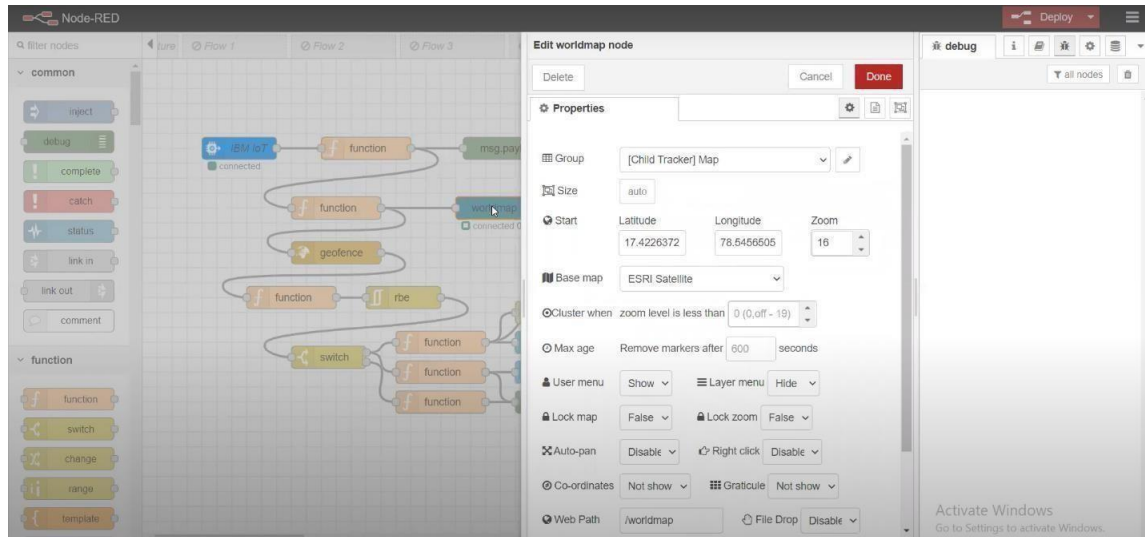 Node-RED
Deploy
filter nodes
ture
Flow 1
Flow 2
Flow 3
Edit worldmap node
debug
i
common
Delete
Cancel
Done
all nodes
inject
Properties
debug
IBM IoT
function
msg.payl
connected
Group
[Child Tracker] Map
complete
catch
Size
auto
status
function
worldmap
connected
Start
Latitude
Longitude
Zoom
17.4226372
78.5456505
16
link in
geofence
Base map
ESRI Satellite
link out
function
rbe
Cluster when
zoom level is less than
0 (0,off - 19)
comment
function
Max age
Remove markers after
600
seconds
function
switch
function
User menu
Show
Layer menu
Hide
function
function
Lock map
False
Lock zoom
False
switch
Auto-pan
Disable
Right click
Disable
change
range
Co-ordinates
Not show
Graticule
Not show
template
Web Path
/worldmap
File Drop
Disable
Activate Windows
Go to Settings to activate Windows.